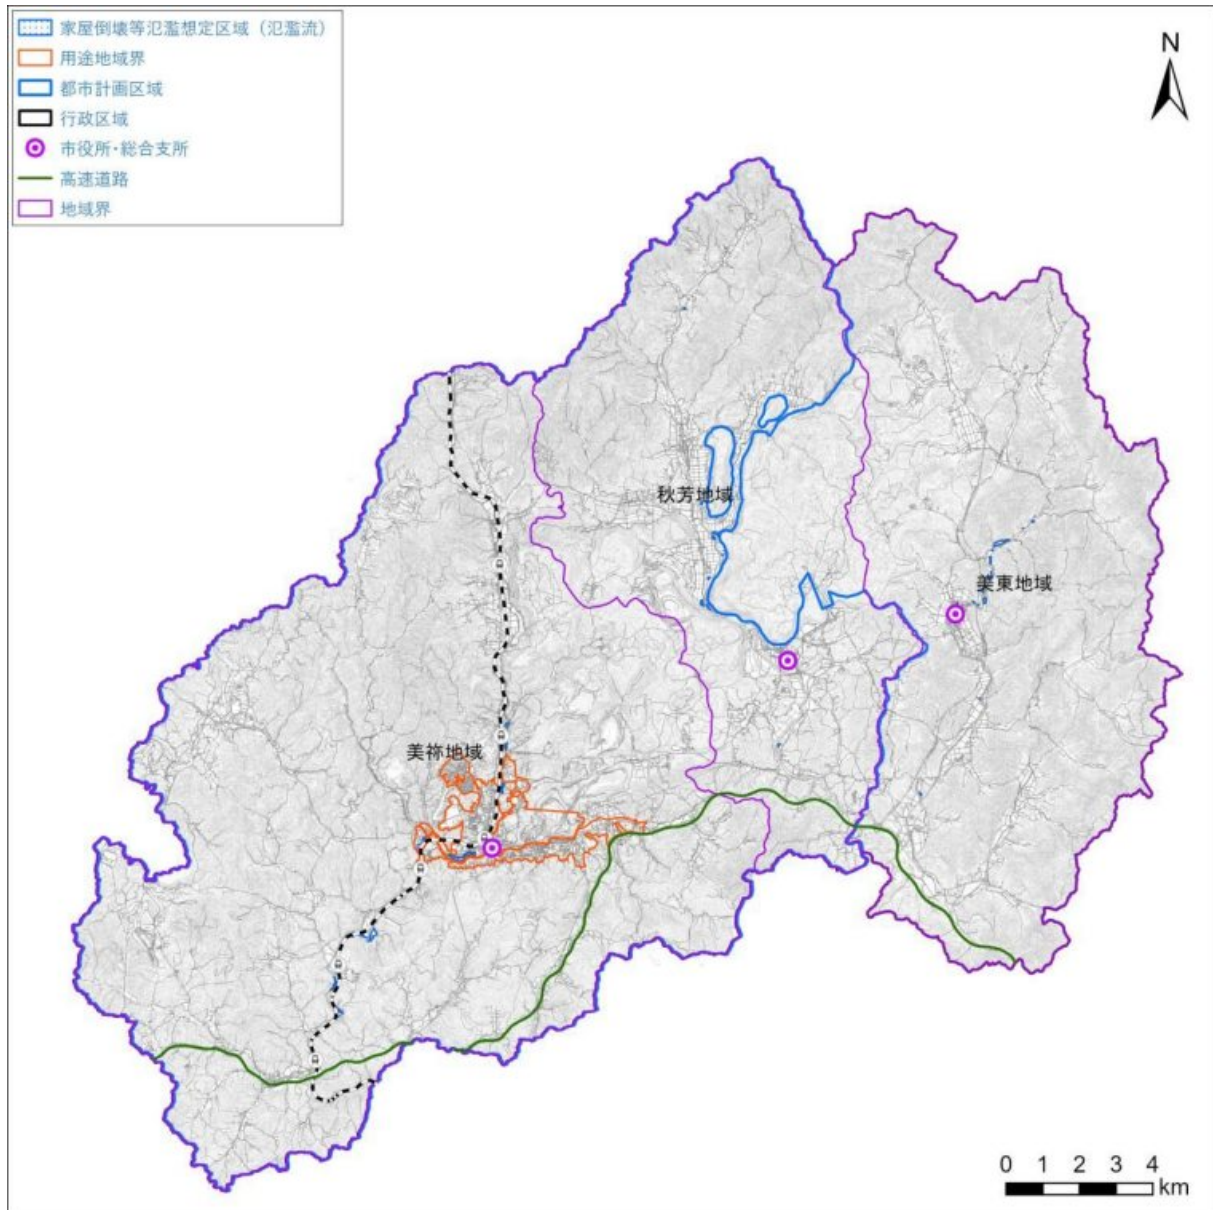 家屋倒壊等氾濫想定区域（氾濫流）
用途地域界
都市計画区域
行政区域
市役所・総合支所
高速道路
地域界
N
秋芳地域
美東地域
美祢地域
0 1 2 3 4
km